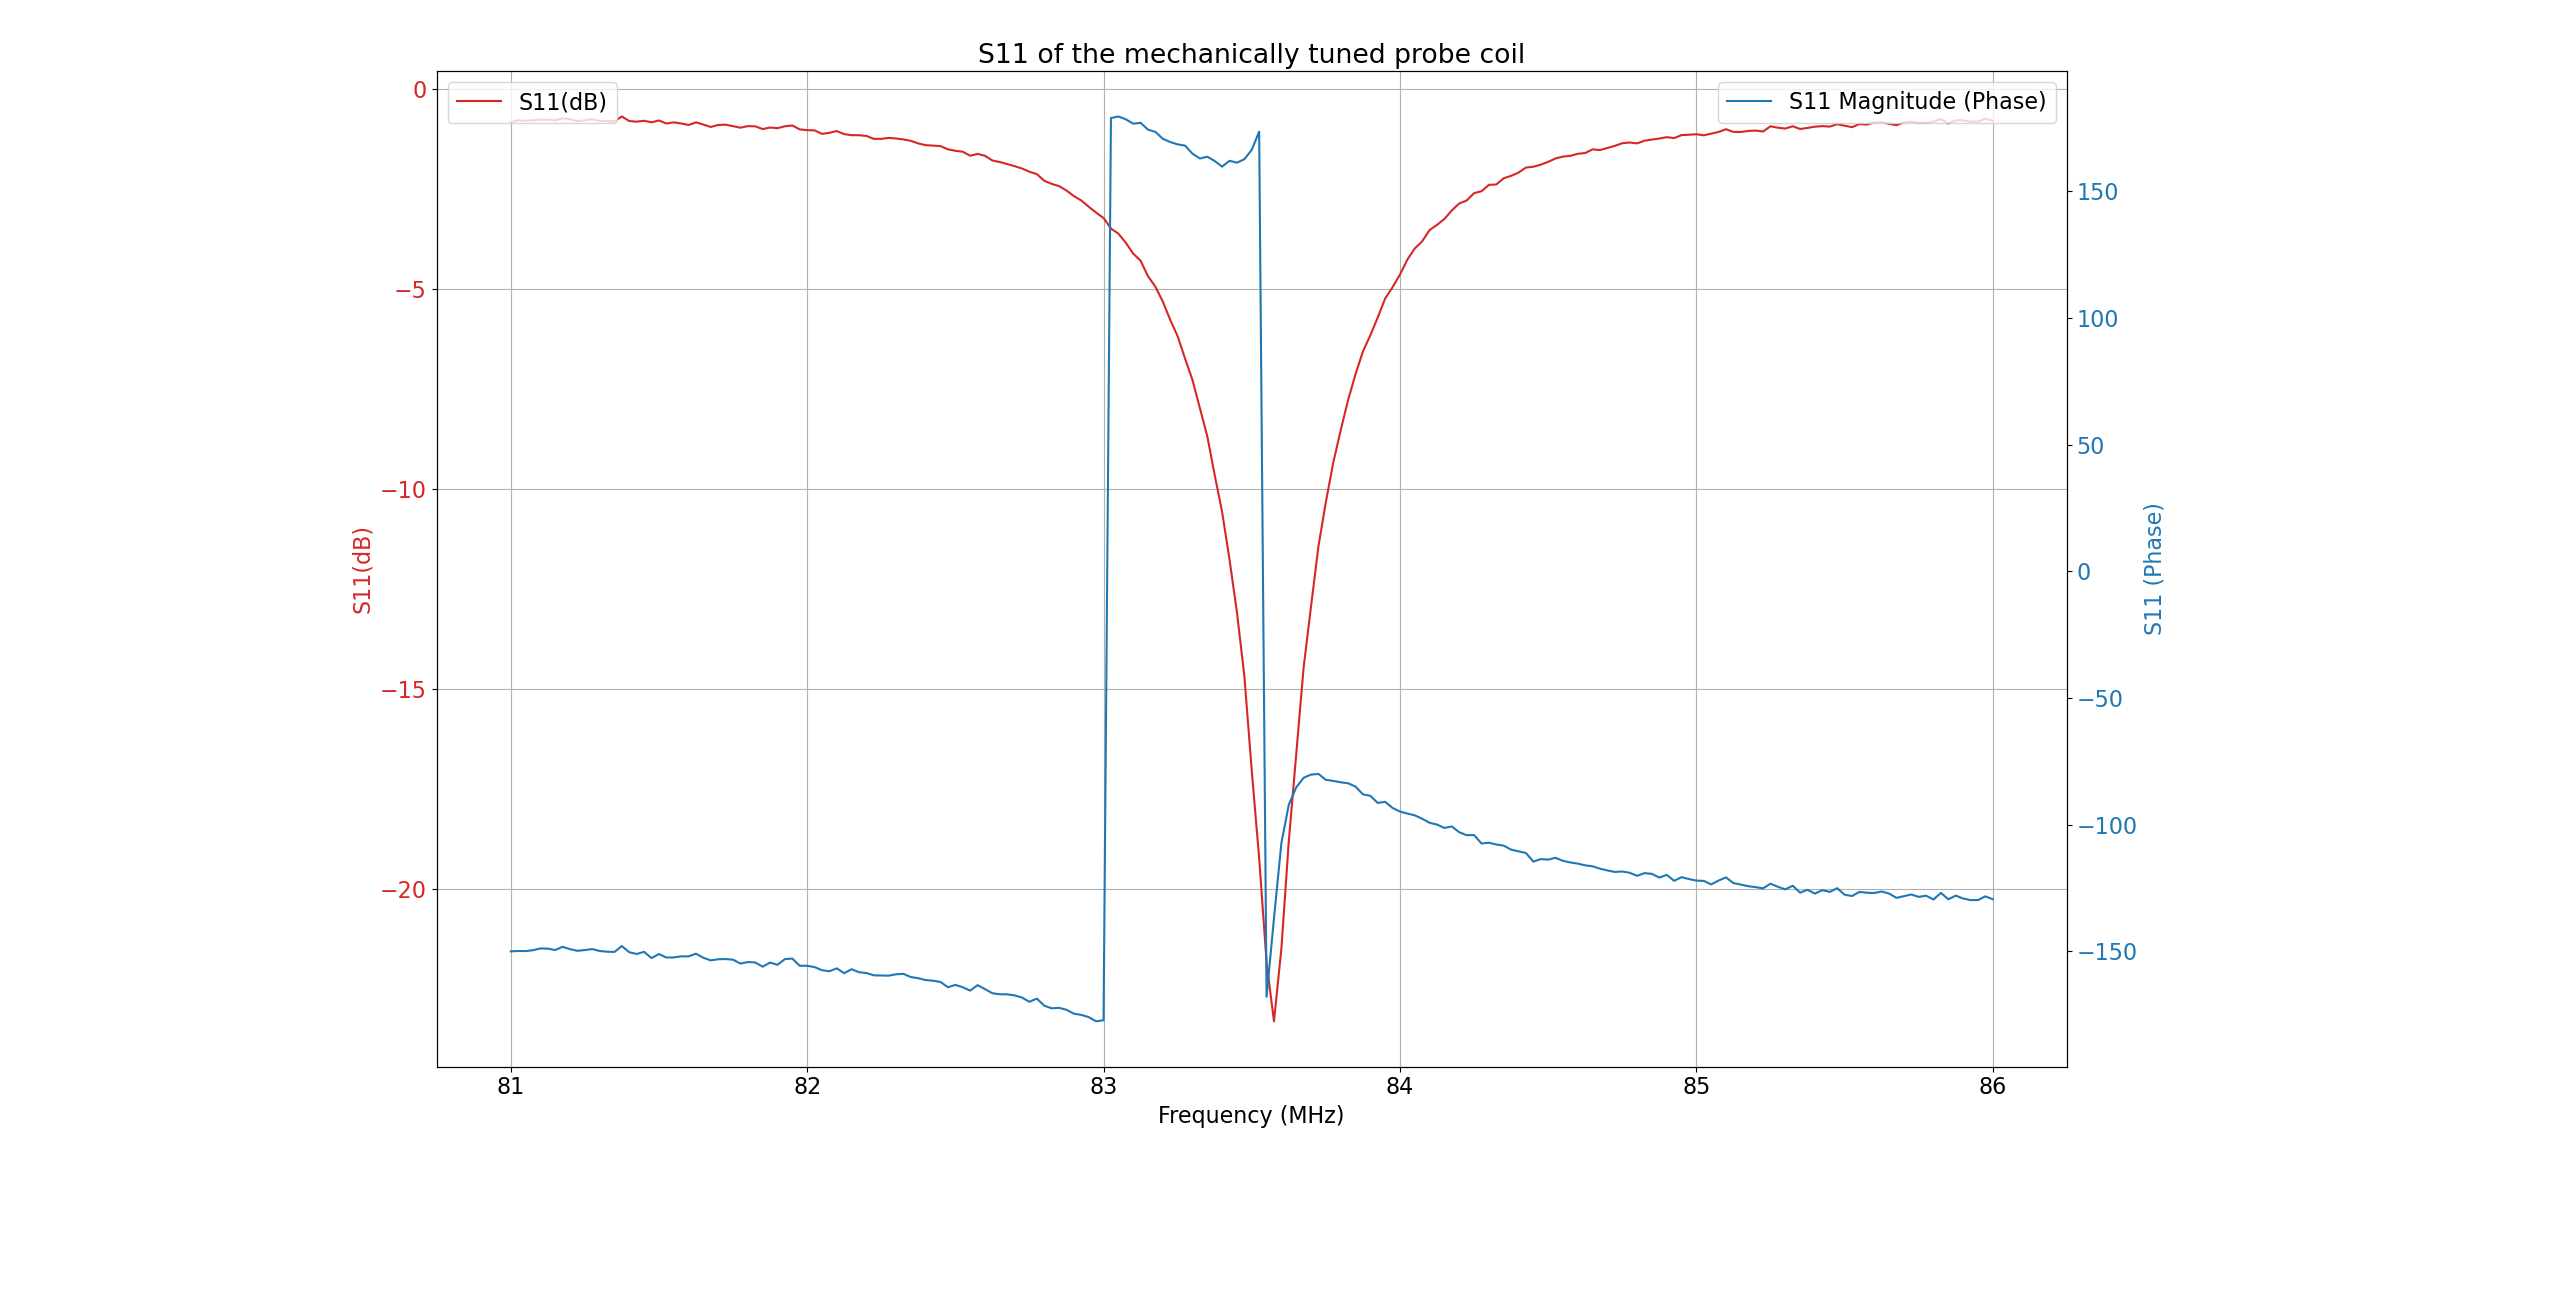 S11 of the mechanically tuned probe coil
S11(dB)
S11 Magnitude (Phase)
0
−5
−10
−15
−20
S11(dB)
150
100
50
0
−50
−100
−150
S11 (Phase)
81 82 83 84 85 86
Frequency (MHz)